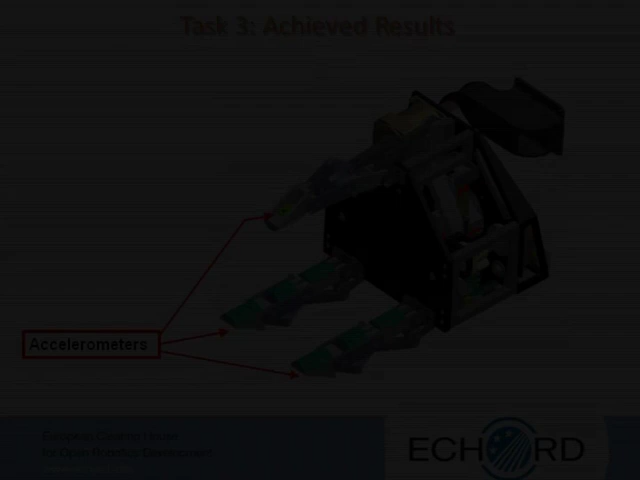 Task 3: Achieved Results
Accelerometers
European Clearing House
for Open Robotics Development
ECHORD